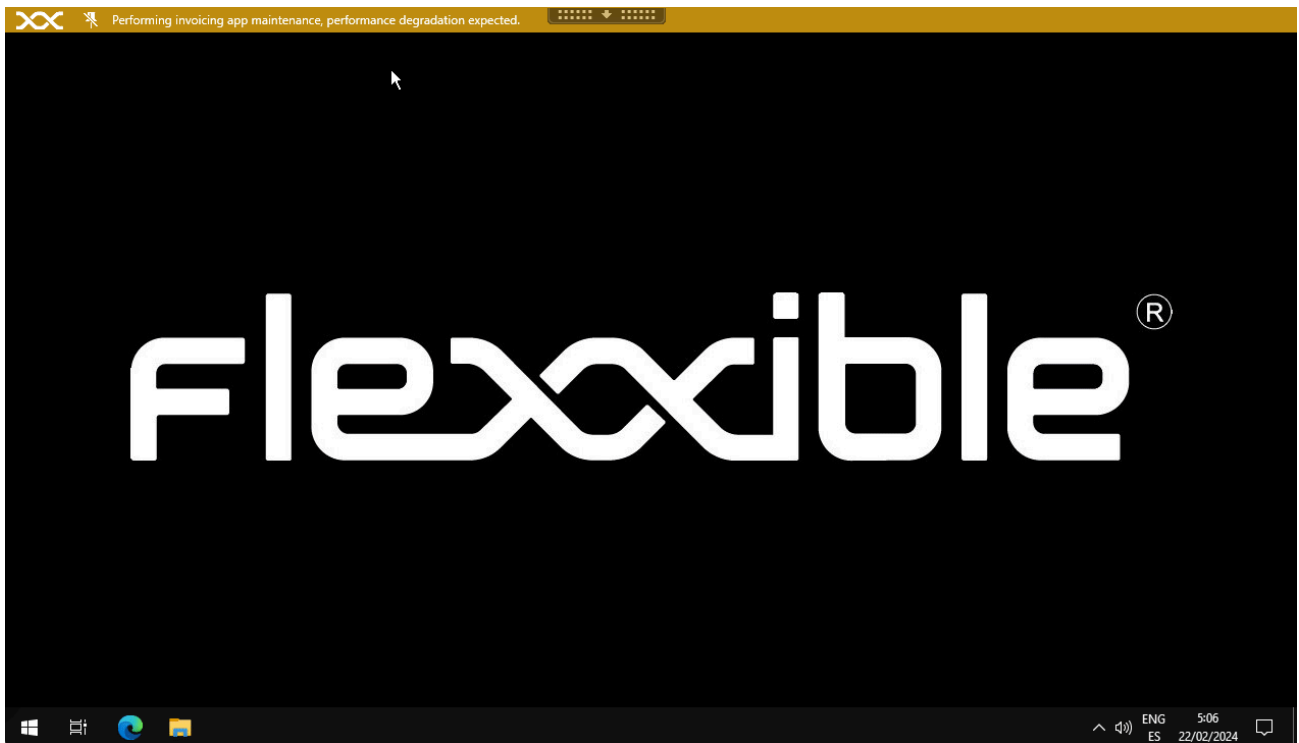 Performing invoicing app maintenance, performance degradation expected.
Flexxible®
ENG 5:06
ES 22/02/2024